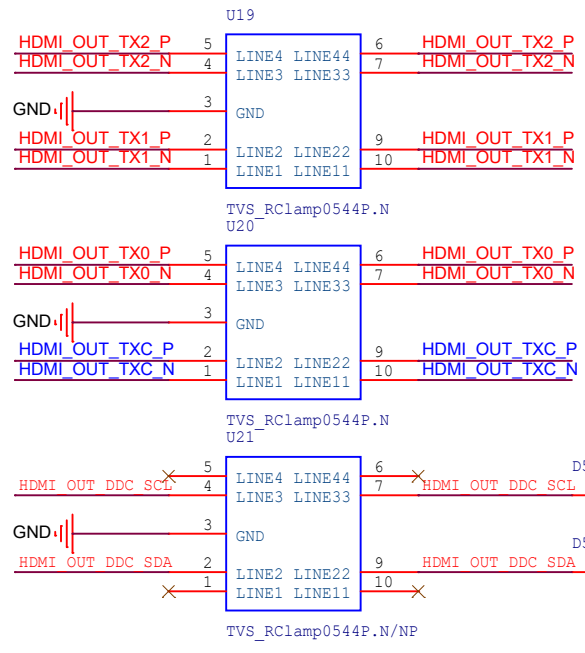 U19
HDMI_OUT_TX2_P 5 LINE4 LINE44 6 HDMI_OUT_TX2_P
HDMI_OUT_TX2_N 4 LINE3 LINE33 7 HDMI_OUT_TX2_N
GND 3 GND
HDMI_OUT_TX1_P 2 LINE2 LINE22 9 HDMI_OUT_TX1_P
HDMI_OUT_TX1_N 1 LINE1 LINE11 10 HDMI_OUT_TX1_N
TVS_RClamp0544P.N
U20
HDMI_OUT_TX0_P 5 LINE4 LINE44 6 HDMI_OUT_TX0_P
HDMI_OUT_TX0_N 4 LINE3 LINE33 7 HDMI_OUT_TX0_N
GND 3 GND
HDMI_OUT_TXC_P 2 LINE2 LINE22 9 HDMI_OUT_TXC_P
HDMI_OUT_TXC_N 1 LINE1 LINE11 10 HDMI_OUT_TXC_N
TVS_RClamp0544P.N
U21
5 LINE4 LINE44 6 D5
HDMI_OUT_DDC_SCL 4 LINE3 LINE33 7 HDMI_OUT_DDC_SCL
GND 3 GND D5
HDMI_OUT_DDC_SDA 2 LINE2 LINE22 9 HDMI_OUT_DDC_SDA
1 LINE1 LINE11 10
TVS_RClamp0544P.N/NP